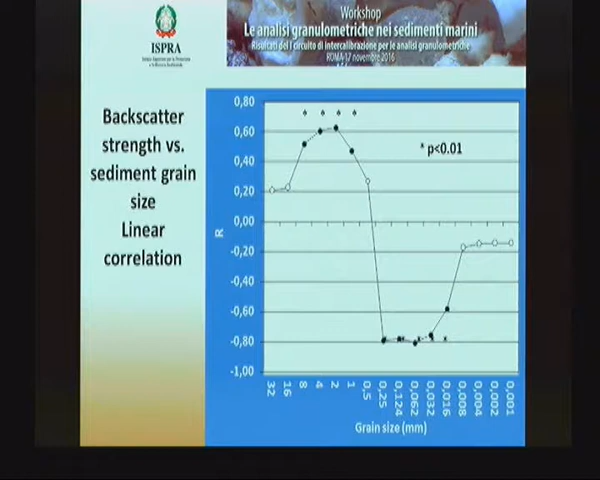 Workshop
Le analisi granulometriche nei sedimenti marini
Risultati del I circuito di intercalibrazione per le analisi granulometriche
ROMA 17 novembre 2016
ISPRA
Backscatter
strength vs.
sediment grain
size
Linear
correlation
0,80
0,60
0,40
0,20
0,00
-0,20
-0,40
-0,60
-0,80
-1,00
R
* p<0.01
32
16
8
4
2
1
0,5
0,25
0,124
0,062
0,032
0,016
0,008
0,004
0,002
0,001
Grain size (mm)